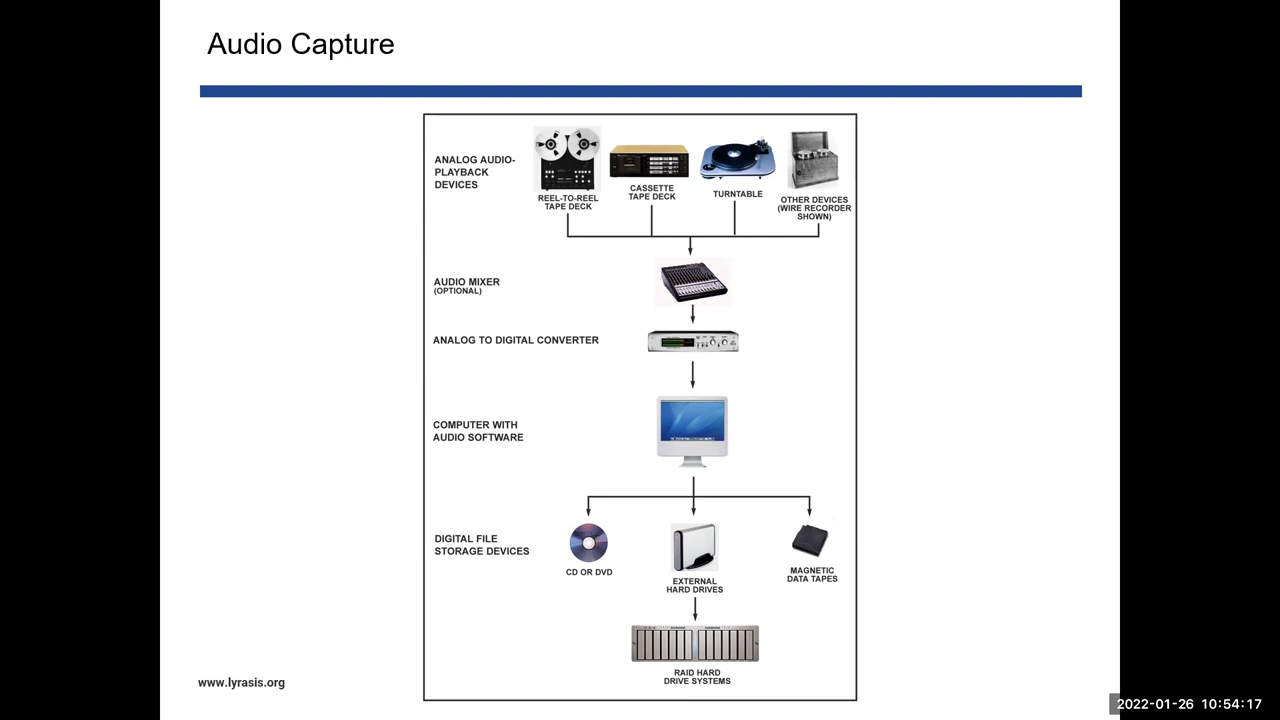 Audio Capture
ANALOG AUDIO-
PLAYBACK
DEVICES
REEL-TO-REEL
TAPE DECK
CASSETTE
TAPE DECK
TURNTABLE
OTHER DEVICES
(WIRE RECORDER
SHOWN)
AUDIO MIXER
(OPTIONAL)
ANALOG TO DIGITAL CONVERTER
COMPUTER WITH
AUDIO SOFTWARE
DIGITAL FILE
STORAGE DEVICES
CD OR DVD
EXTERNAL
HARD DRIVES
MAGNETIC
DATA TAPES
RAID HARD
DRIVE SYSTEMS
www.lyrasis.org
2022-01-26 10:54:17